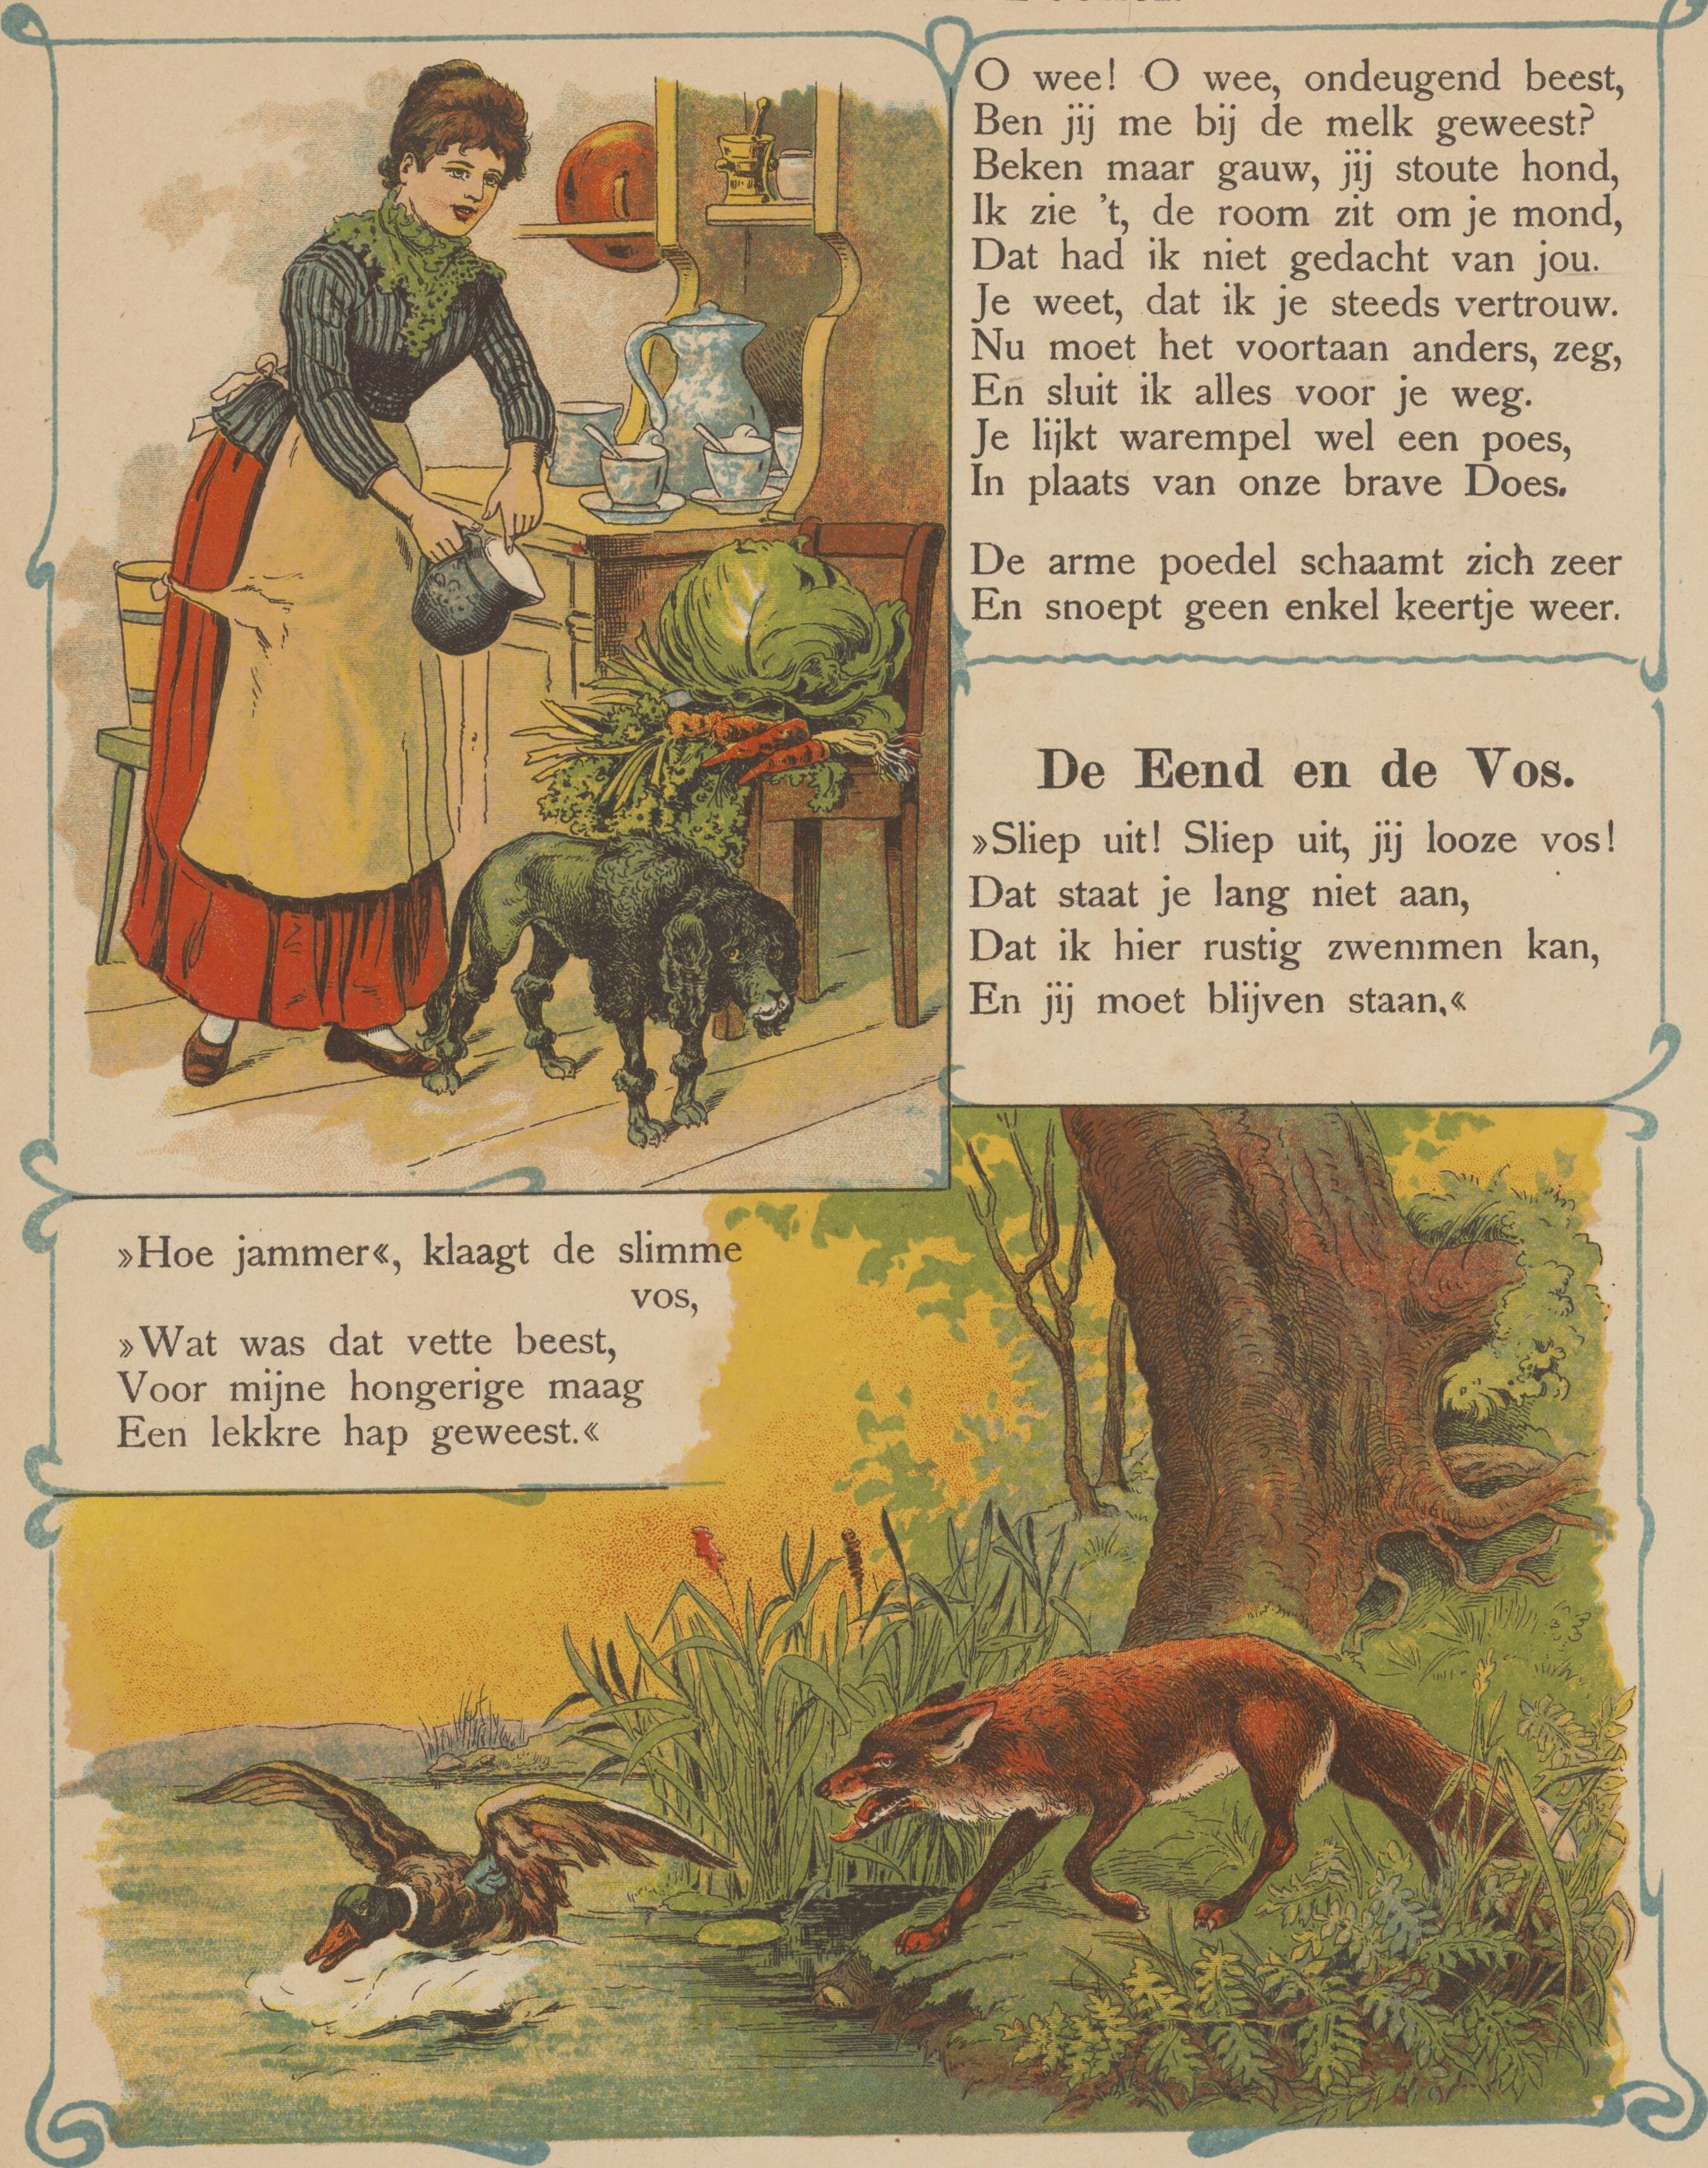 O wee! O wee, ondeugend beest,
Ben jij me bij de melk geweest?
Beken maar gauw, jij stoute hond,
Ik zie 't, de room zit om je mond,
Dat had ik niet gedacht van jou.
Je weet, dat ik je steeds vertrouw.
Nu moet het voortaan anders, zeg,
En sluit ik alles voor je weg.
Je lijkt warempel wel een poes,
In plaats van onze brave Does.
De arme poedel schaamt zich zeer
En snoept geen enkel keertje weer.
De Eend en de Vos.
»Sliep uit! Sliep uit, jij looze vos!
Dat staat je lang niet aan,
Dat ik hier rustig zwemmen kan,
En jij moet blijven staan.«
»Hoe jammer«, klaagt de slimme
vos,
»Wat was dat vette beest,
Voor mijne hongerige maag
Een lekkre hap geweest.«